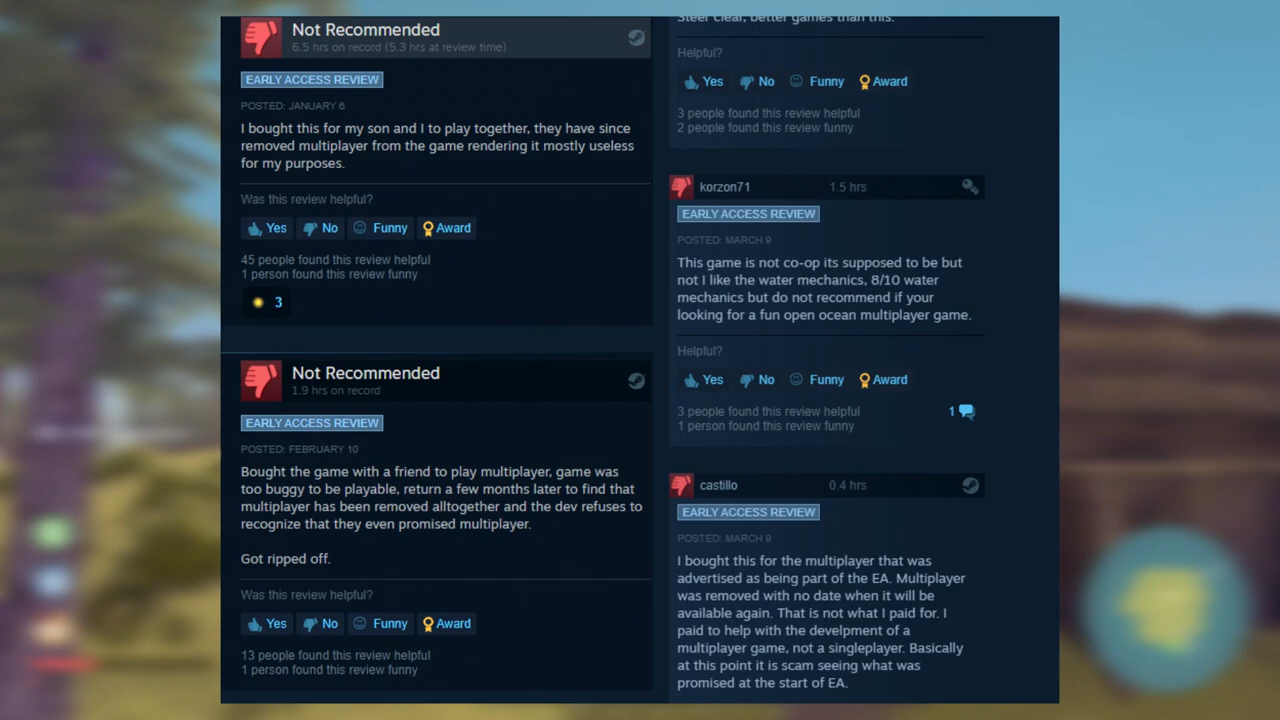 Not Recommended
6.5 hrs on record (5.3 hrs at review time)
EARLY ACCESS REVIEW
POSTED: JANUARY 6
I bought this for my son and I to play together, they have since
removed multiplayer from the game rendering it mostly useless
for my purposes.
Was this review helpful?
Yes No Funny Award
45 people found this review helpful
1 person found this review funny
3
Not Recommended
1.9 hrs on record
EARLY ACCESS REVIEW
POSTED: FEBRUARY 10
Bought the game with a friend to play multiplayer, game was
too buggy to be playable, return a few months later to find that
multiplayer has been removed alltogether and the dev refuses to
recognize that they even promised multiplayer.
Got ripped off.
Was this review helpful?
Yes No Funny Award
13 people found this review helpful
1 person found this review funny
Steer clear, better games than this.
Helpful?
Yes No Funny Award
3 people found this review helpful
2 people found this review funny
korzon71 1.5 hrs
EARLY ACCESS REVIEW
POSTED: MARCH 9
This game is not co-op its supposed to be but
not I like the water mechanics, 8/10 water
mechanics but do not recommend if your
looking for a fun open ocean multiplayer game.
Helpful?
Yes No Funny Award
3 people found this review helpful
1
1 person found this review funny
castillo 0.4 hrs
EARLY ACCESS REVIEW
POSTED: MARCH 9
I bought this for the multiplayer that was
advertised as being part of the EA. Multiplayer
was removed with no date when it will be
available again. That is not what I paid for. I
paid to help with the develpment of a
multiplayer game, not a singleplayer. Basically
at this point it is scam seeing what was
promised at the start of EA.